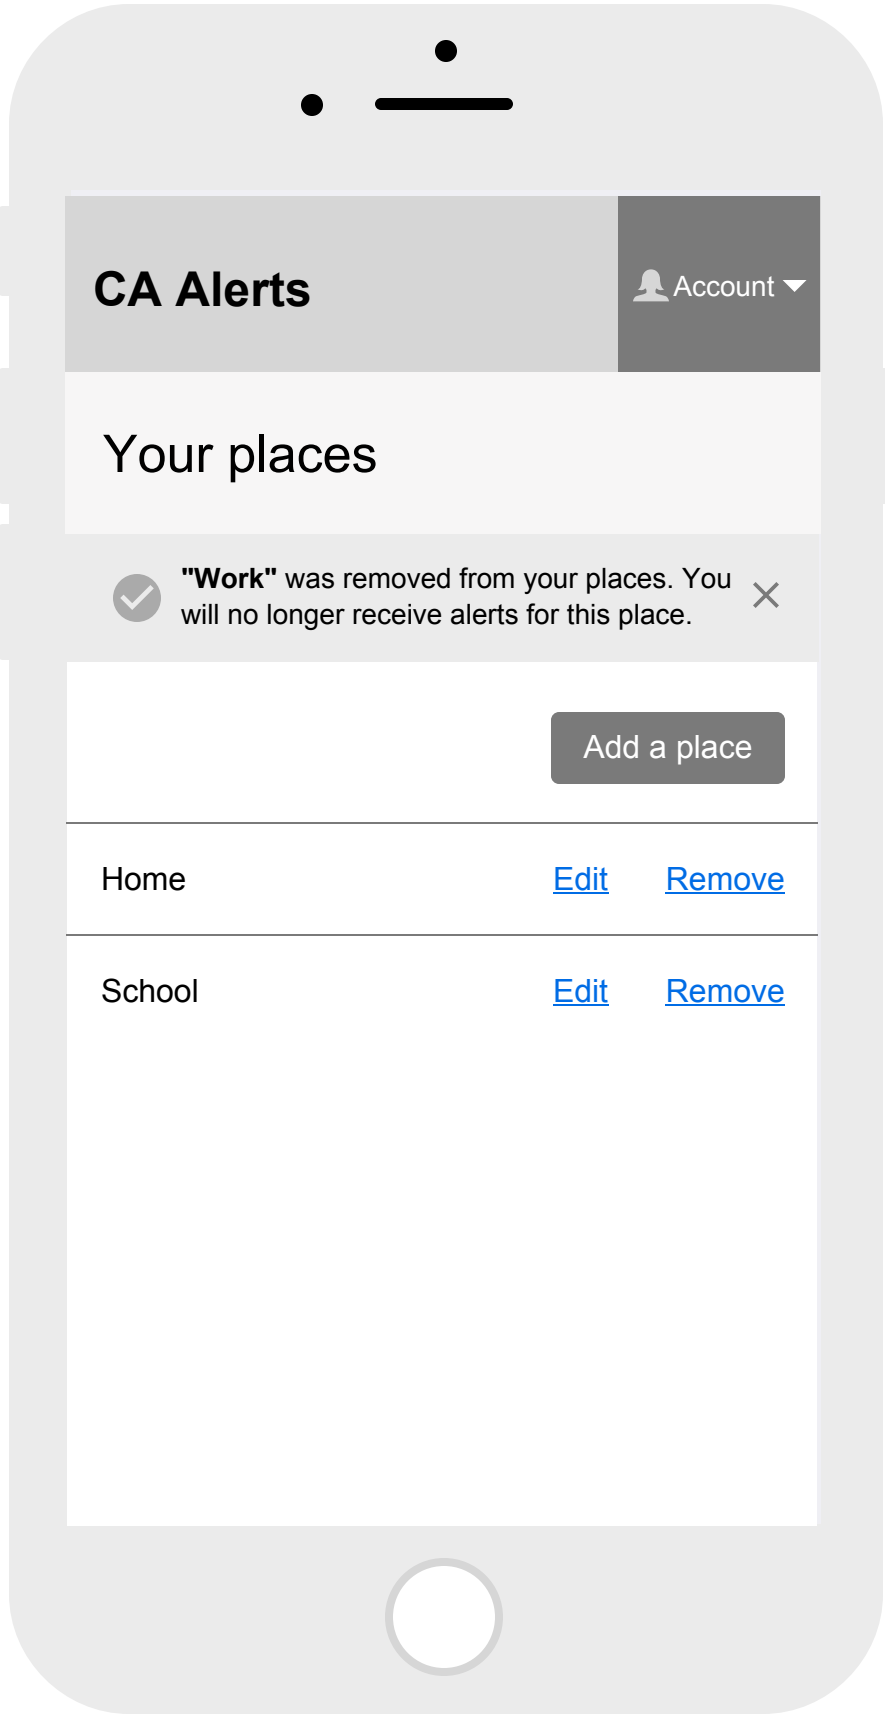 CA Alerts
Account
Your places
"Work" was removed from your places. You
will no longer receive alerts for this place.
Add a place
Home Edit Remove
School Edit Remove